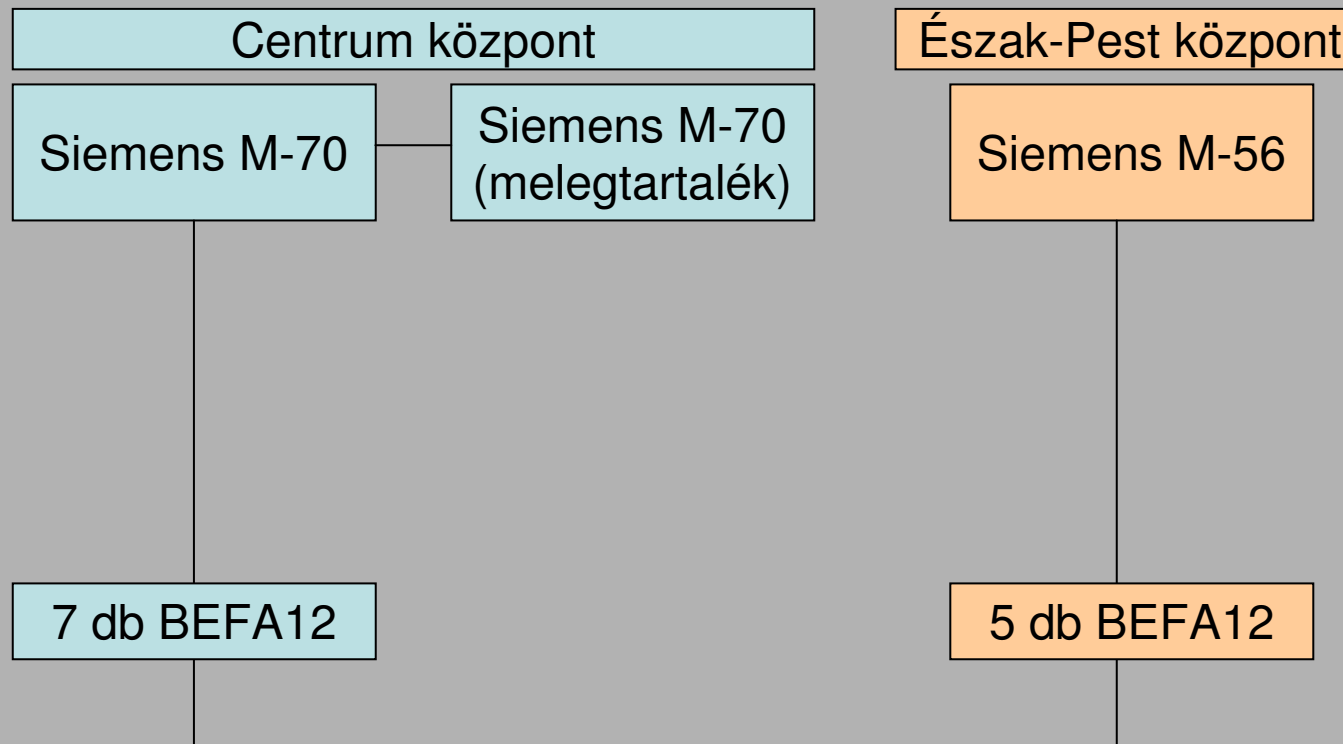 Centrum központ
Észak-Pest központ
Siemens M-70
Siemens M-70
(melegtartalék)
Siemens M-56
7 db BEFA12
5 db BEFA12